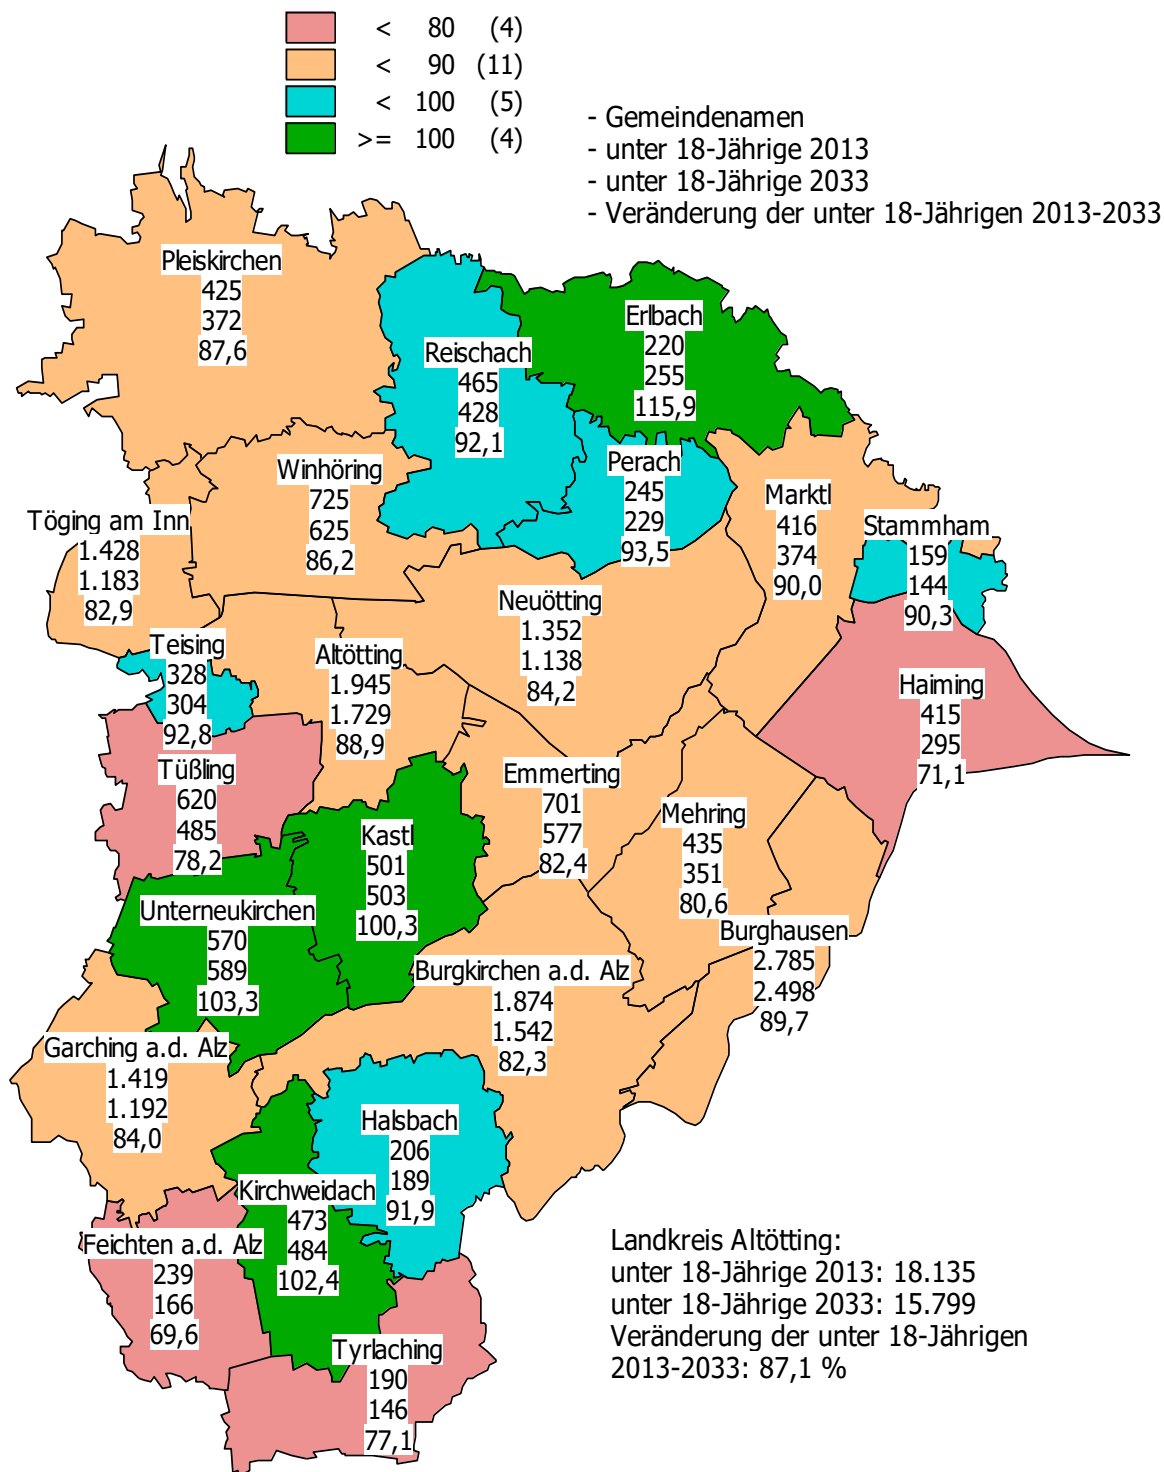 < 80 (4)
< 90 (11)
< 100 (5)
>= 100 (4)
- Gemeindenamen
- unter 18-Jährige 2013
- unter 18-Jährige 2033
- Veränderung der unter 18-Jährigen 2013-2033
Pleiskirchen
425
372
87,6
Erlbach
220
255
115,9
Reischach
465
428
92,1
Perach
245
229
93,5
Winhöring
725
625
86,2
Marktl
416
374
90,0
Töging am Inn
1.428
1.183
82,9
Stammham
159
144
90,3
Neuötting
1.352
1.138
84,2
Teising
328
304
92,8
Altötting
1.945
1.729
88,9
Haiming
415
295
71,1
Tüßling
620
485
78,2
Emmerting
701
577
82,4
Mehring
435
351
80,6
Kastl
501
503
100,3
Unterneukirchen
570
589
103,3
Burghausen
2.785
2.498
89,7
Burgkirchen a.d. Alz
1.874
1.542
82,3
Garching a.d. Alz
1.419
1.192
84,0
Halsbach
206
189
91,9
Kirchweidach
473
484
102,4
Feichten a.d. Alz
239
166
69,6
Tyrlaching
190
146
77,1
Landkreis Altötting:
unter 18-Jährige 2013: 18.135
unter 18-Jährige 2033: 15.799
Veränderung der unter 18-Jährigen
2013-2033: 87,1 %